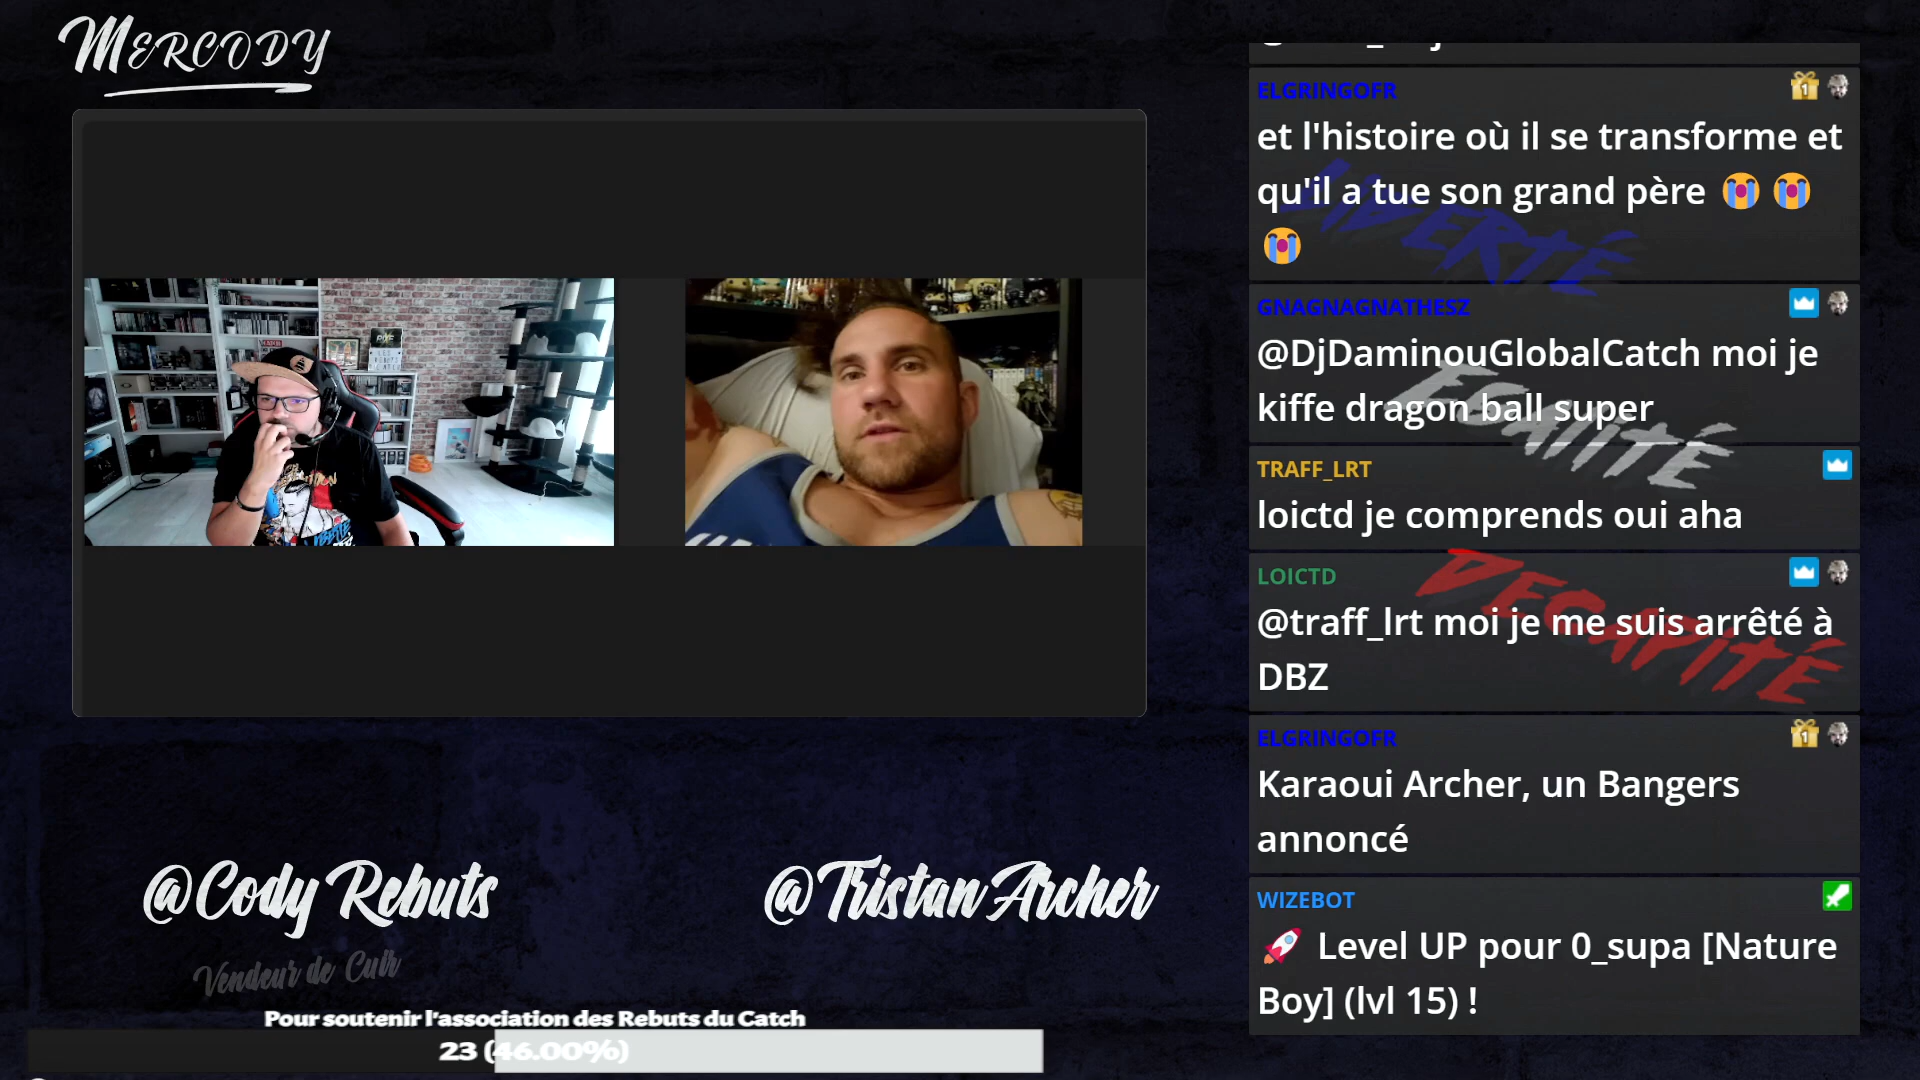 MERCODY
ELGRINGOFR
et l'histoire où il se transforme et
qu'il a tue son grand père 😭 😭
😭
LIBERTÉ
GNAGNAGNATHESZ
@DjDaminouGlobalCatch moi je
kiffe dragon ball super
EGALITÉ
TRAFF_LRT
loictd je comprends oui aha
LOICTD
@traff_lrt moi je me suis arrêté à
DBZ
DECAPITÉ
ELGRINGOFR
Karaoui Archer, un Bangers
annoncé
WIZEBOT
🚀 Level UP pour 0_supa [Nature
Boy] (lvl 15) !
@Cody Rebuts
@Tristan Archer
Vendeur de Cuir
Pour soutenir l'association des Rebuts du Catch
23 (46.00%)